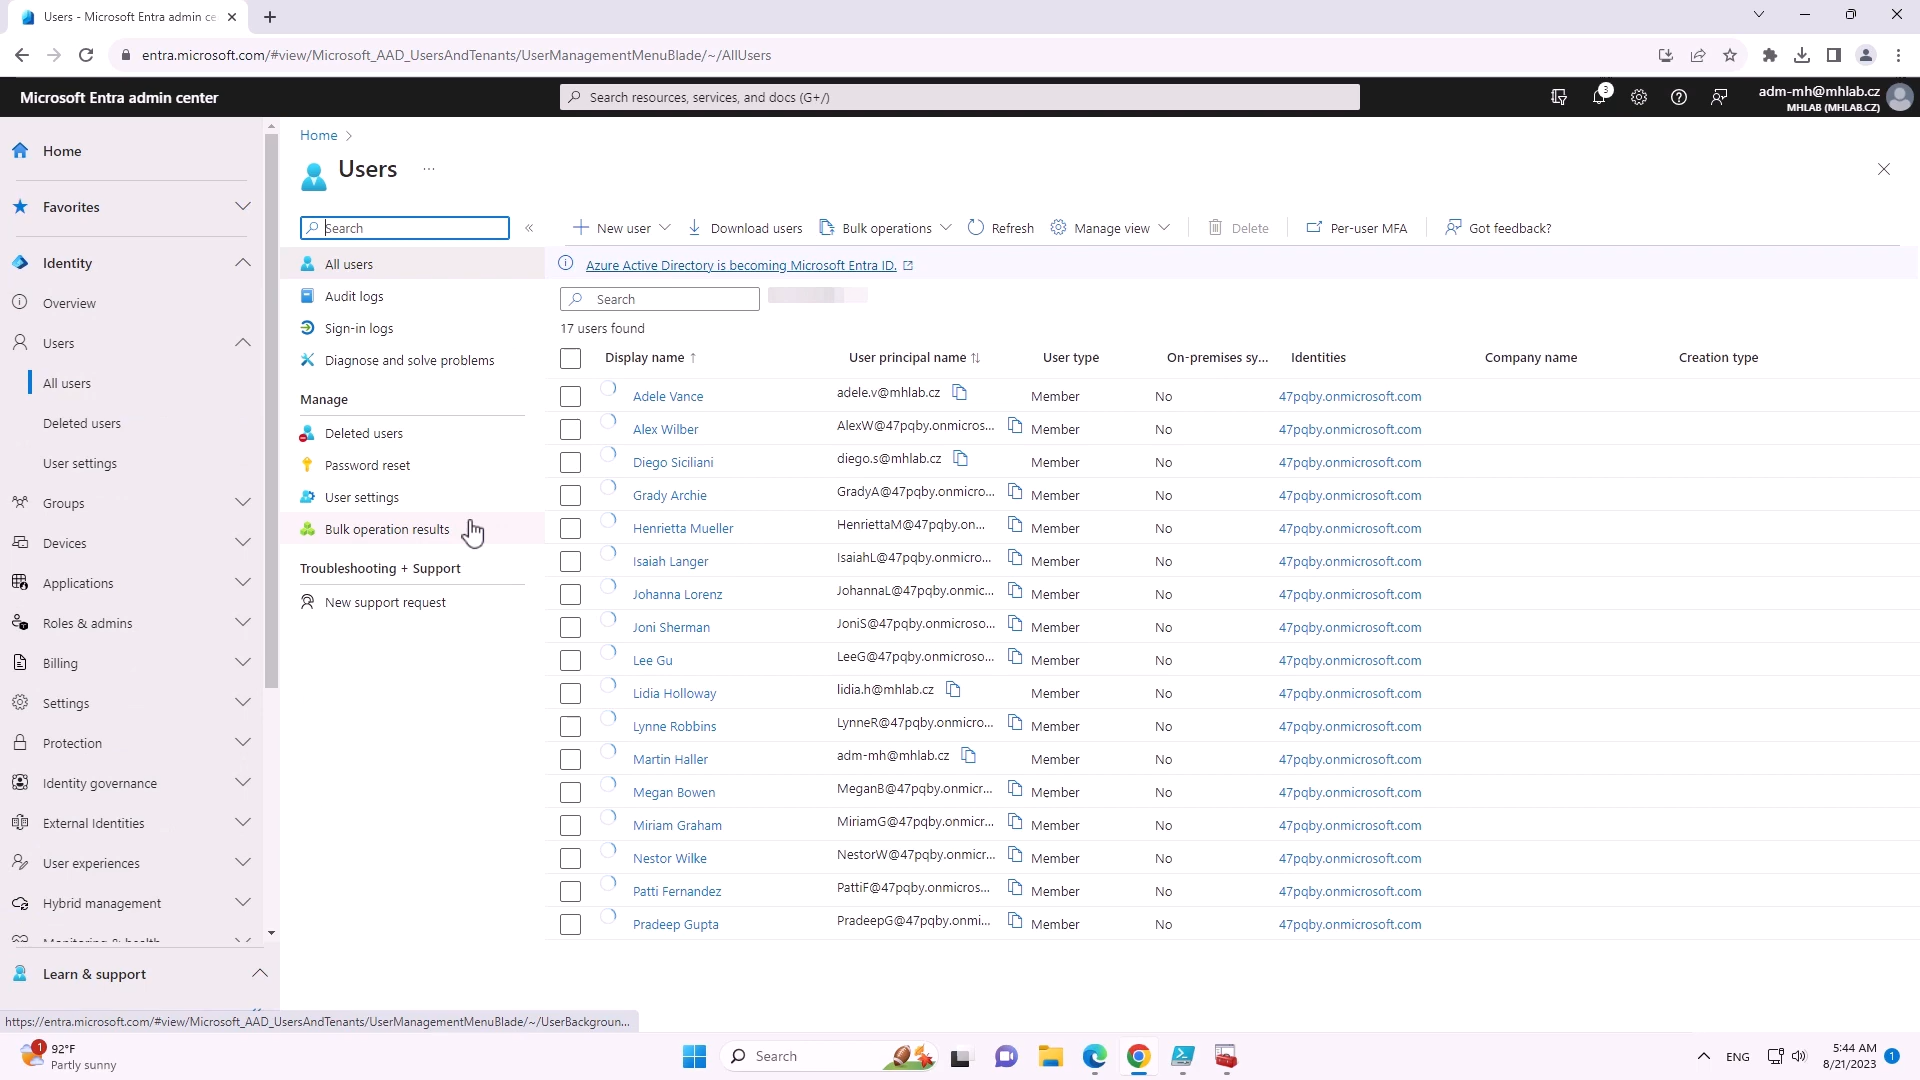 Users - Microsoft Entra admin ce
entra.microsoft.com/#view/Microsoft_AAD_UsersAndTenants/UserManagementMenuBlade/~/AllUsers
Microsoft Entra admin center
Search resources, services, and docs (G+/)
3
adm-mh@mhlab.cz
MHLAB (MHLAB.CZ)
Home
Favorites
Identity
Overview
Users
All users
Deleted users
User settings
Groups
Devices
Applications
Roles & admins
Billing
Settings
Protection
Identity governance
External Identities
User experiences
Hybrid management
Monitoring & health
Learn & support
Home >
Users ...
Search
«
All users
Audit logs
Sign-in logs
Diagnose and solve problems
Manage
Deleted users
Password reset
User settings
Bulk operation results
Troubleshooting + Support
New support request
New user
Download users
Bulk operations
Refresh
Manage view
Delete
Per-user MFA
Got feedback?
Azure Active Directory is becoming Microsoft Entra ID.
Search
17 users found
Display name ↑ User principal name ↑↓ User type On-premises sy... Identities Company name Creation type
Adele Vance adele.v@mhlab.cz Member No 47pqby.onmicrosoft.com
Alex Wilber AlexW@47pqby.onmicros... Member No 47pqby.onmicrosoft.com
Diego Siciliani diego.s@mhlab.cz Member No 47pqby.onmicrosoft.com
Grady Archie GradyA@47pqby.onmicro... Member No 47pqby.onmicrosoft.com
Henrietta Mueller HenriettaM@47pqby.on... Member No 47pqby.onmicrosoft.com
Isaiah Langer IsaiahL@47pqby.onmicro... Member No 47pqby.onmicrosoft.com
Johanna Lorenz JohannaL@47pqby.onmic... Member No 47pqby.onmicrosoft.com
Joni Sherman JoniS@47pqby.onmicroso... Member No 47pqby.onmicrosoft.com
Lee Gu LeeG@47pqby.onmicroso... Member No 47pqby.onmicrosoft.com
Lidia Holloway lidia.h@mhlab.cz Member No 47pqby.onmicrosoft.com
Lynne Robbins LynneR@47pqby.onmicro... Member No 47pqby.onmicrosoft.com
Martin Haller adm-mh@mhlab.cz Member No 47pqby.onmicrosoft.com
Megan Bowen MeganB@47pqby.onmicr... Member No 47pqby.onmicrosoft.com
Miriam Graham MiriamG@47pqby.onmicr... Member No 47pqby.onmicrosoft.com
Nestor Wilke NestorW@47pqby.onmicr... Member No 47pqby.onmicrosoft.com
Patti Fernandez PattiF@47pqby.onmicros... Member No 47pqby.onmicrosoft.com
Pradeep Gupta PradeepG@47pqby.onmi... Member No 47pqby.onmicrosoft.com
https://entra.microsoft.com/#view/Microsoft_AAD_UsersAndTenants/UserManagementMenuBlade/~/UserBackgroun...
1
92°F
Partly sunny
Search
ENG
5:44 AM
8/21/2023
1